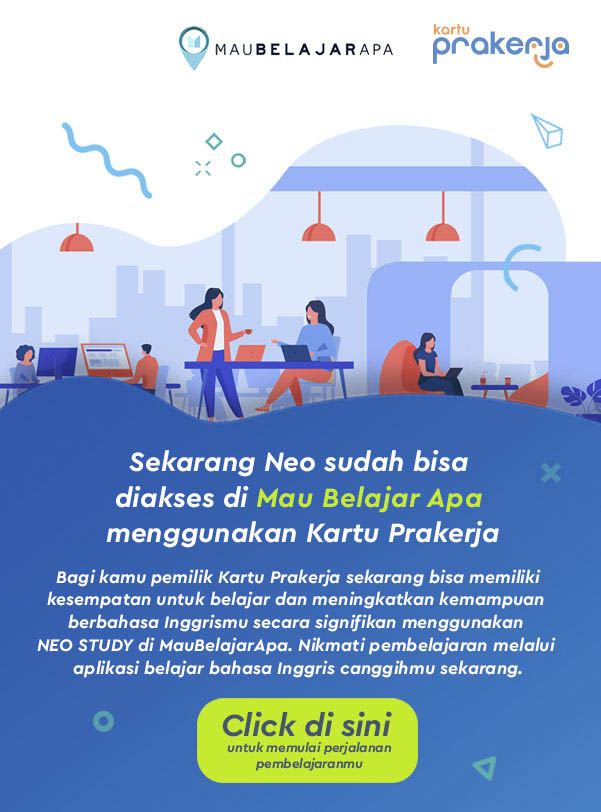 MAUBELAJARAPA
kartu
prakerja
Sekarang Neo sudah bisa
diakses di Mau Belajar Apa
menggunakan Kartu Prakerja
Bagi kamu pemilik Kartu Prakerja sekarang bisa memiliki
kesempatan untuk belajar dan meningkatkan kemampuan
berbahasa Inggrismu secara signifikan menggunakan
NEO STUDY di MauBelajarApa. Nikmati pembelajaran melalui
aplikasi belajar bahasa Inggris canggihmu sekarang.
Click di sini
untuk memulai perjalanan
pembelajaranmu